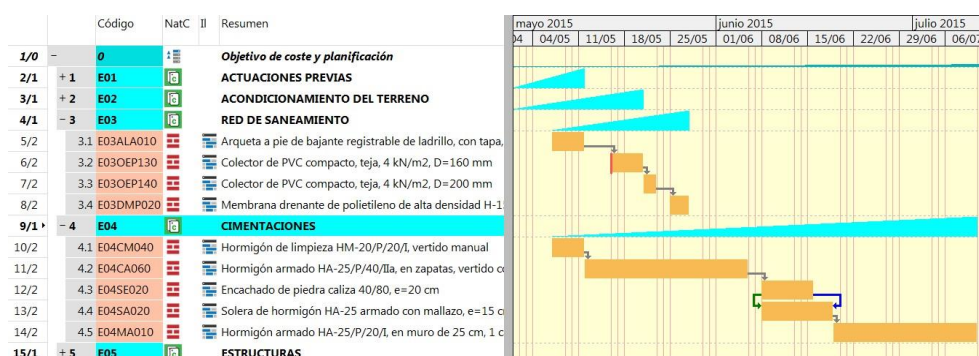 Código NatC Il Resumen mayo 2015 junio 2015 julio 2015
04 04/05 11/05 18/05 25/05 01/06 08/06 15/06 22/06 29/06 06/07
1/0 − 0 Objetivo de coste y planificación
2/1 + 1 E01 ACTUACIONES PREVIAS
3/1 + 2 E02 ACONDICIONAMIENTO DEL TERRENO
4/1 − 3 E03 RED DE SANEAMIENTO
5/2 3.1 E03ALA010 Arqueta a pie de bajante registrable de ladrillo, con tapa,
6/2 3.2 E03OEP130 Colector de PVC compacto, teja, 4 kN/m2, D=160 mm
7/2 3.3 E03OEP140 Colector de PVC compacto, teja, 4 kN/m2, D=200 mm
8/2 3.4 E03DMP020 Membrana drenante de polietileno de alta densidad H-1
9/1 − 4 E04 CIMENTACIONES
10/2 4.1 E04CM040 Hormigón de limpieza HM-20/P/20/I, vertido manual
11/2 4.2 E04CA060 Hormigón armado HA-25/P/40/IIa, en zapatas, vertido c
12/2 4.3 E04SE020 Encachado de piedra caliza 40/80, e=20 cm
13/2 4.4 E04SA020 Solera de hormigón HA-25 armado con mallazo, e=15 c
14/2 4.5 E04MA010 Hormigón armado HA-25/P/20/I, en muro de 25 cm, 1 c
15/1 + 5 E05 ESTRUCTURAS